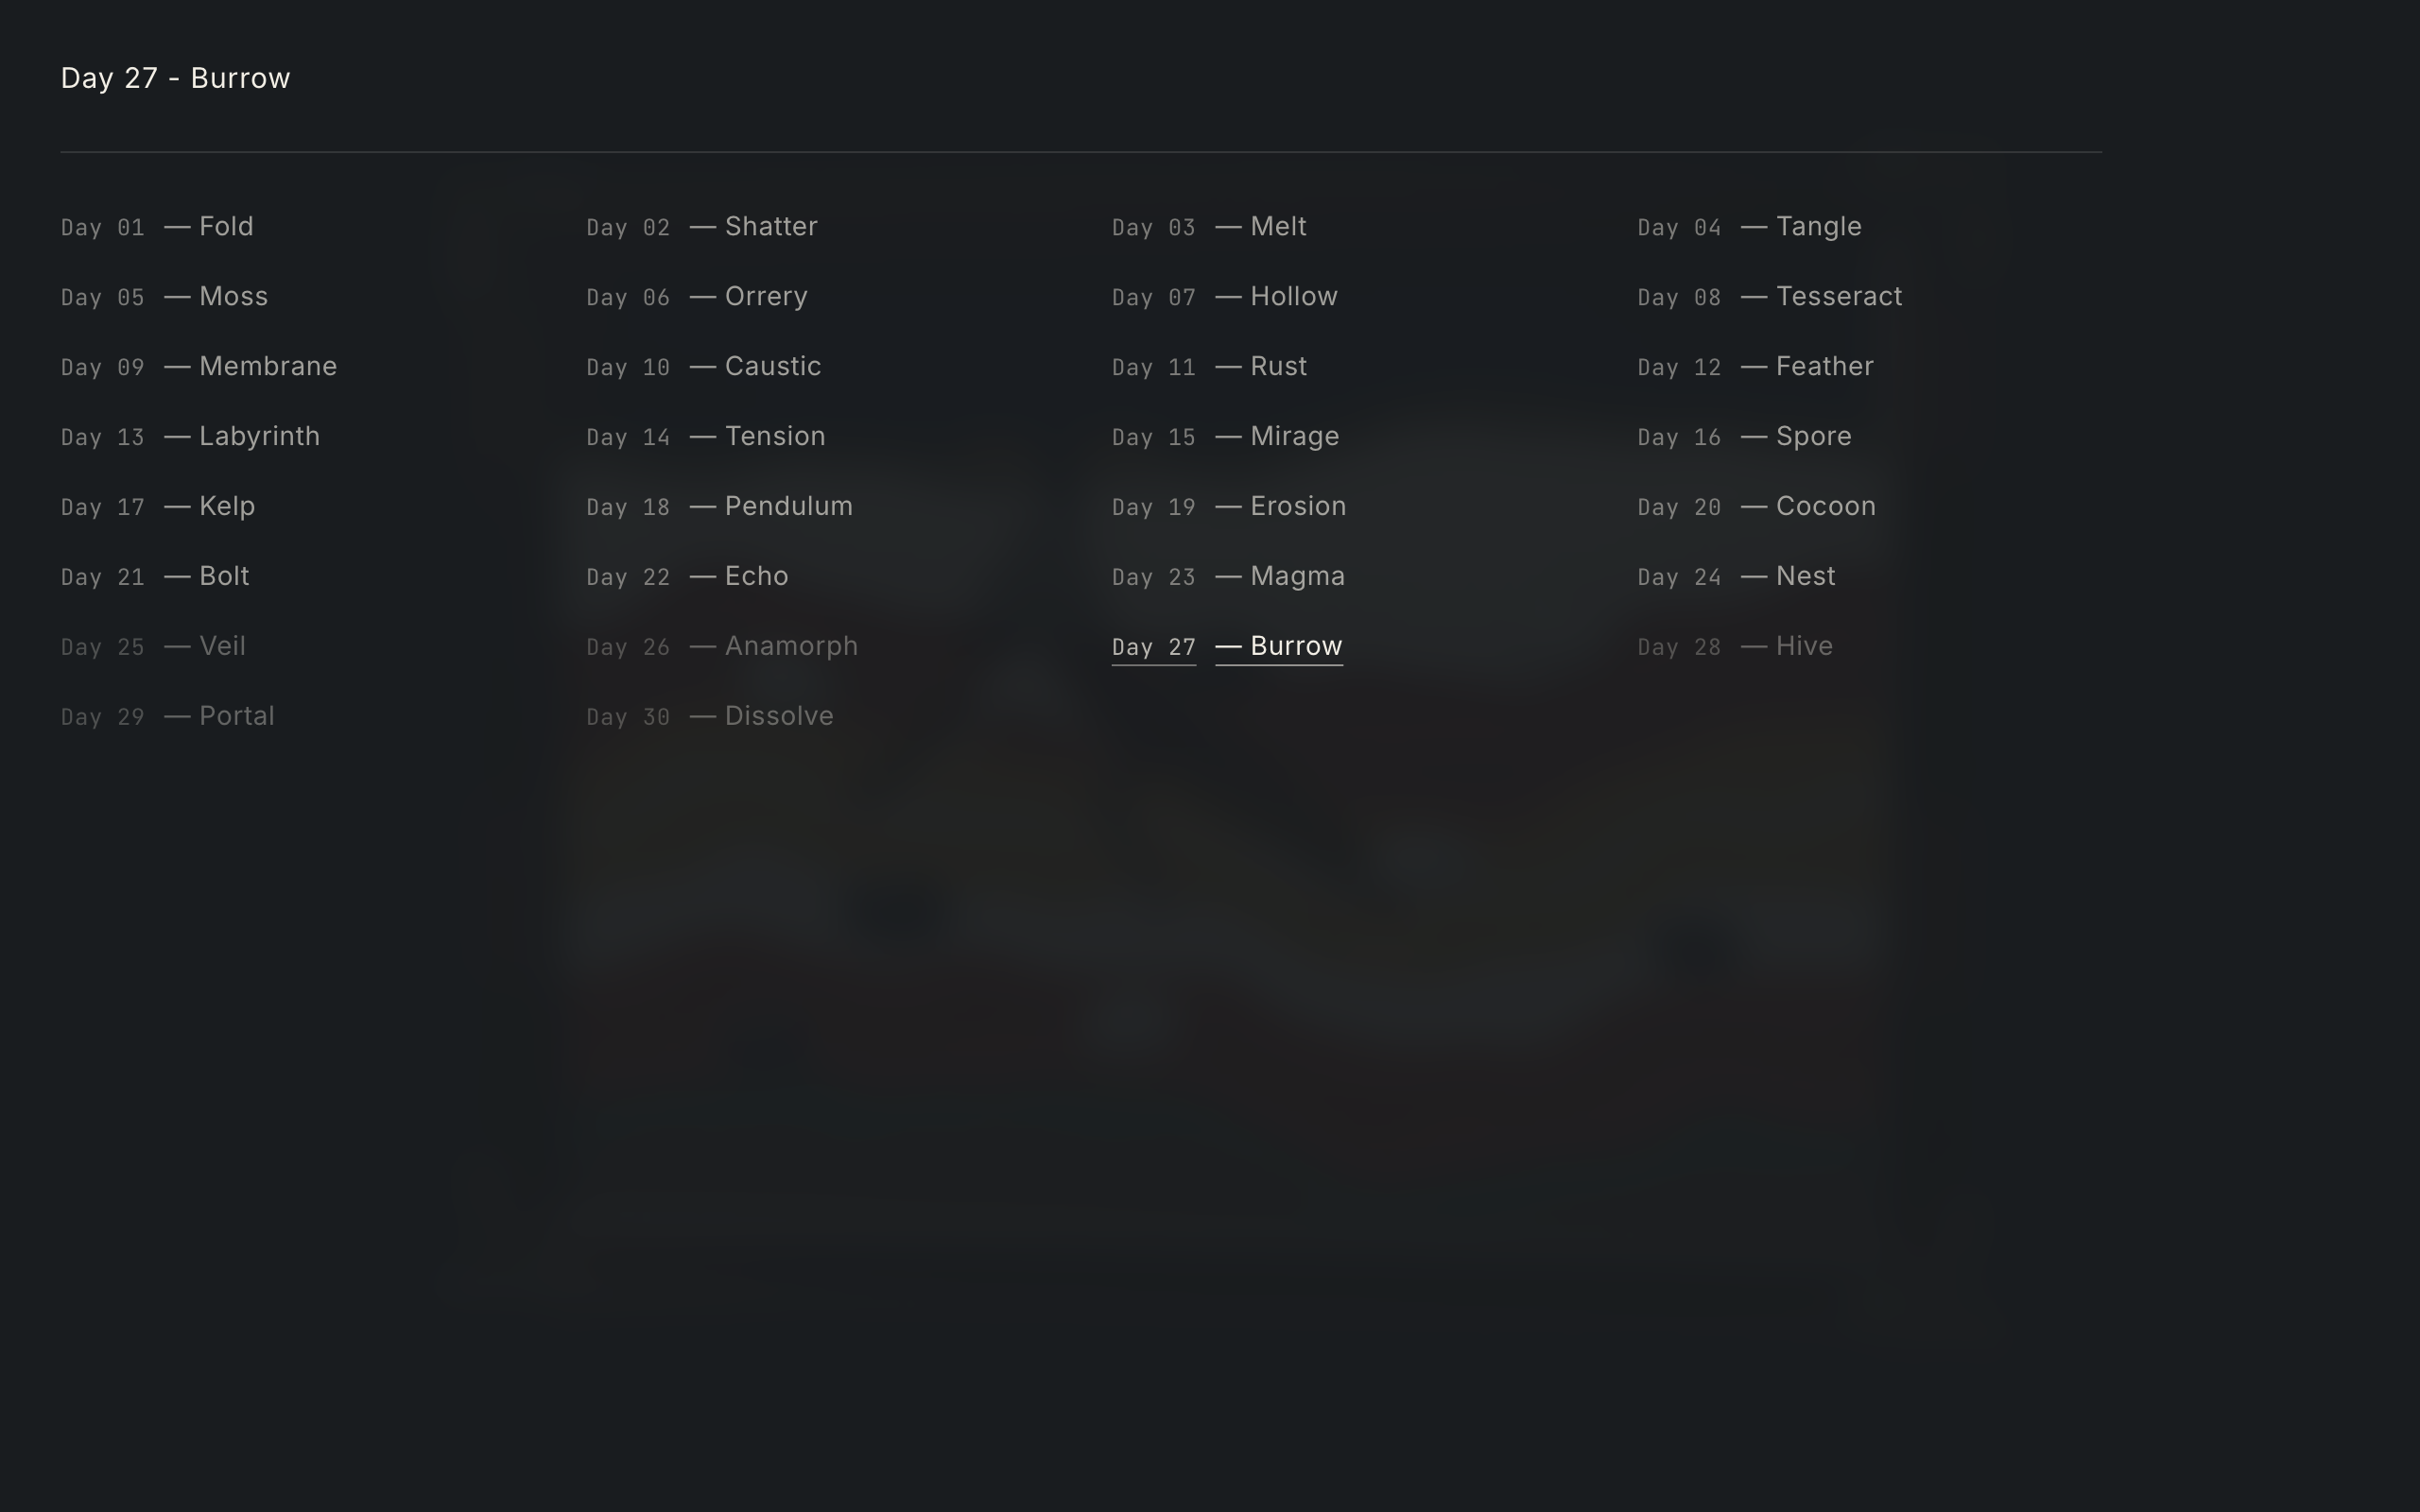 Day 27 - Burrow
Day 01 — Fold
Day 02 — Shatter
Day 03 — Melt
Day 04 — Tangle
Day 05 — Moss
Day 06 — Orrery
Day 07 — Hollow
Day 08 — Tesseract
Day 09 — Membrane
Day 10 — Caustic
Day 11 — Rust
Day 12 — Feather
Day 13 — Labyrinth
Day 14 — Tension
Day 15 — Mirage
Day 16 — Spore
Day 17 — Kelp
Day 18 — Pendulum
Day 19 — Erosion
Day 20 — Cocoon
Day 21 — Bolt
Day 22 — Echo
Day 23 — Magma
Day 24 — Nest
Day 25 — Veil
Day 26 — Anamorph
Day 27 — Burrow
Day 28 — Hive
Day 29 — Portal
Day 30 — Dissolve